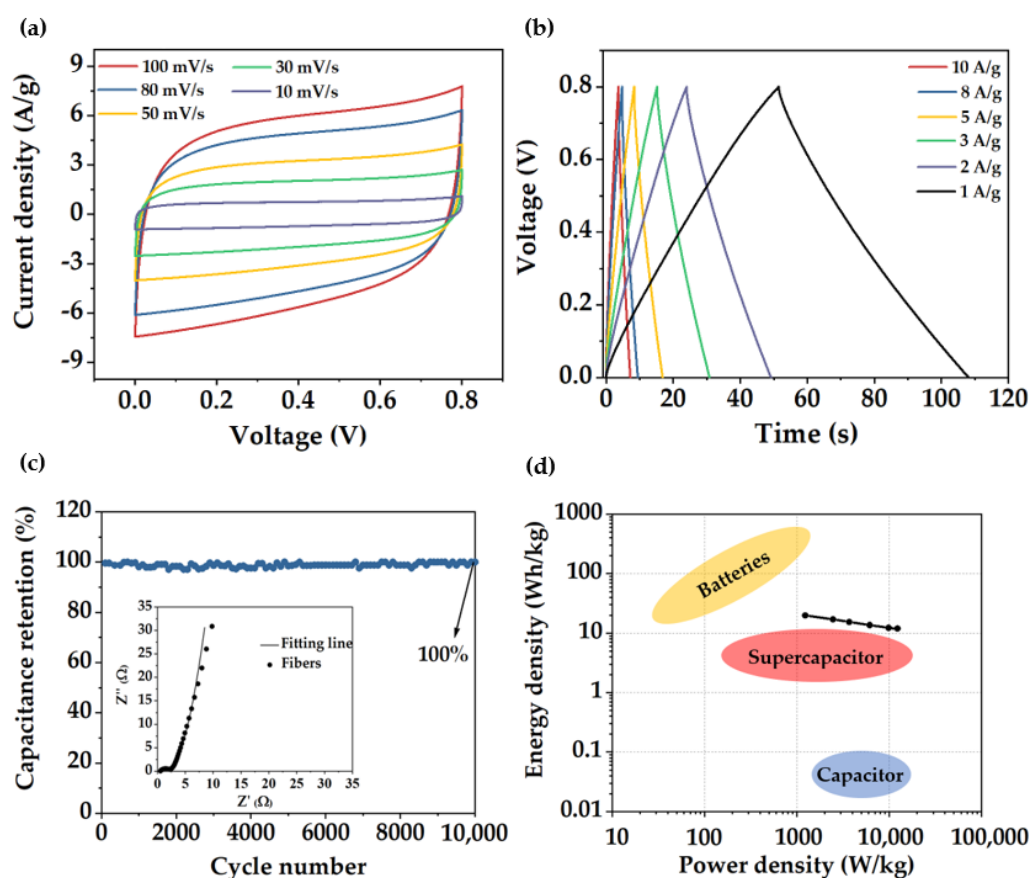 (a)
Current density (A/g)
9
6
3
0
-3
-6
-9
100 mV/s
80 mV/s
50 mV/s
30 mV/s
10 mV/s
0.0 0.2 0.4 0.6 0.8
Voltage (V)
(b)
Voltage (V)
1.0
0.8
0.6
0.4
0.2
0.0
10 A/g
8 A/g
5 A/g
3 A/g
2 A/g
1 A/g
0 20 40 60 80 100 120
Time (s)
(c)
Capacitance retention (%)
120
100
80
60
40
20
0
100%
Z'' (Ω)
35
30
25
20
15
10
5
0
Fitting line
Fibers
0 5 10 15 20 25 30 35
Z' (Ω)
0 2000 4000 6000 8000 10,000
Cycle number
(d)
Energy density (Wh/kg)
1000
100
10
1
0.1
0.01
Batteries
Supercapacitor
Capacitor
10 100 1000 10,000 100,000
Power density (W/kg)